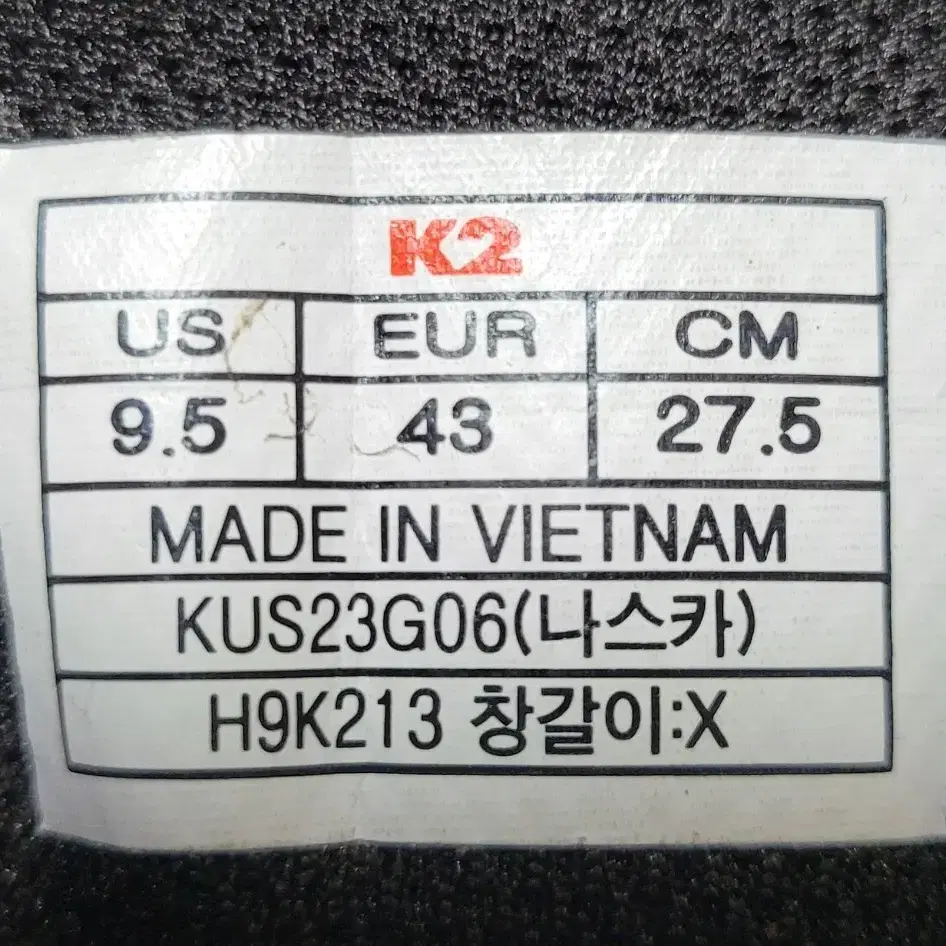 K2
US EUR CM
9.5 43 27.5
MADE IN VIETNAM
KUS23G06(나스카)
H9K213 창갈이:X